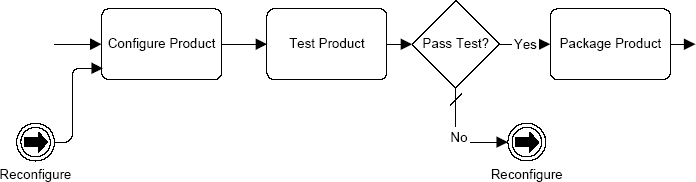 Configure Product
Test Product
Pass Test?
Yes
Package Product
No
Reconfigure
Reconfigure